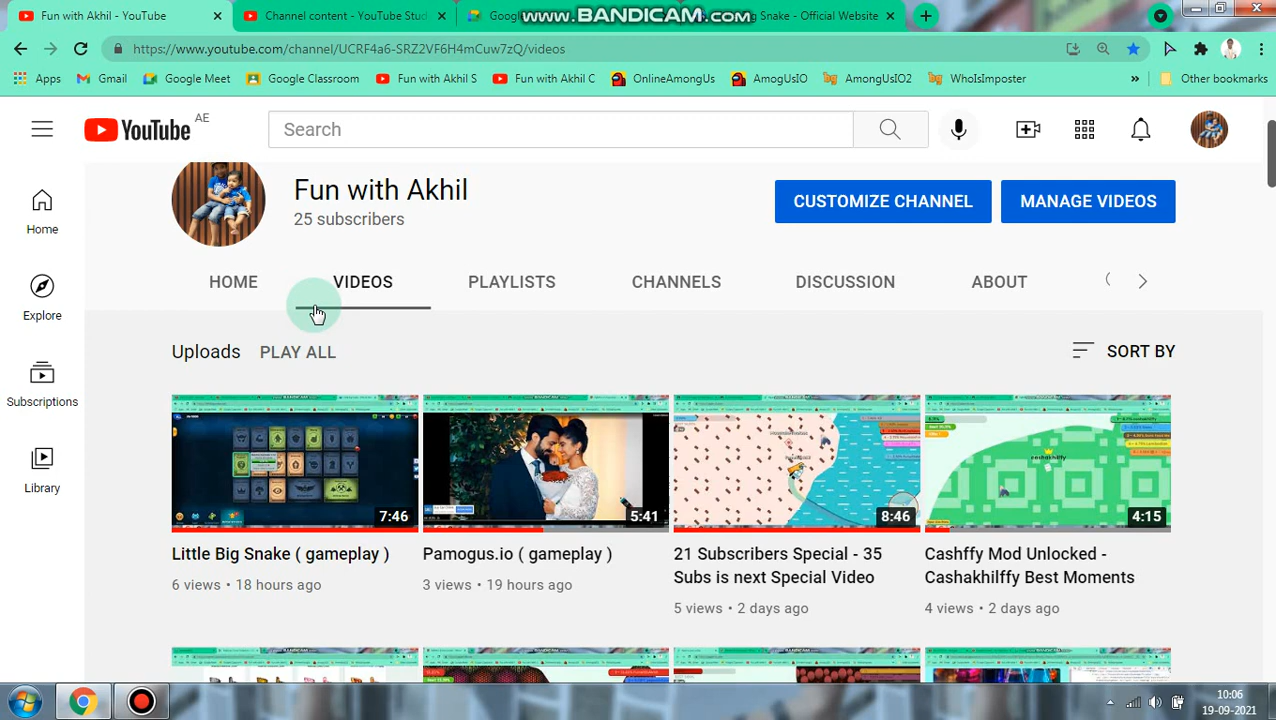 Fun with Akhil - YouTube
Channel content - YouTube Stud
Goog
www.BANDICAM.com
g Snake - Official Website
https://www.youtube.com/channel/UCRF4a6-SRZ2VF6H4mCuw7zQ/videos
Apps
Gmail
Google Meet
Google Classroom
Fun with Akhil S
Fun with Akhil C
OnlineAmongUs
AmogUsIO
AmongUsIO2
WhoIsImposter
»
Other bookmarks
YouTube AE
Search
Home
Explore
Subscriptions
Library
Fun with Akhil
25 subscribers
CUSTOMIZE CHANNEL
MANAGE VIDEOS
HOME
VIDEOS
PLAYLISTS
CHANNELS
DISCUSSION
ABOUT
Uploads
PLAY ALL
SORT BY
7:46
5:41
8:46
4:15
Little Big Snake ( gameplay )
6 views • 18 hours ago
Pamogus.io ( gameplay )
3 views • 19 hours ago
21 Subscribers Special - 35
Subs is next Special Video
5 views • 2 days ago
Cashffy Mod Unlocked -
Cashakhilffy Best Moments
4 views • 2 days ago
10:06
19-09-2021